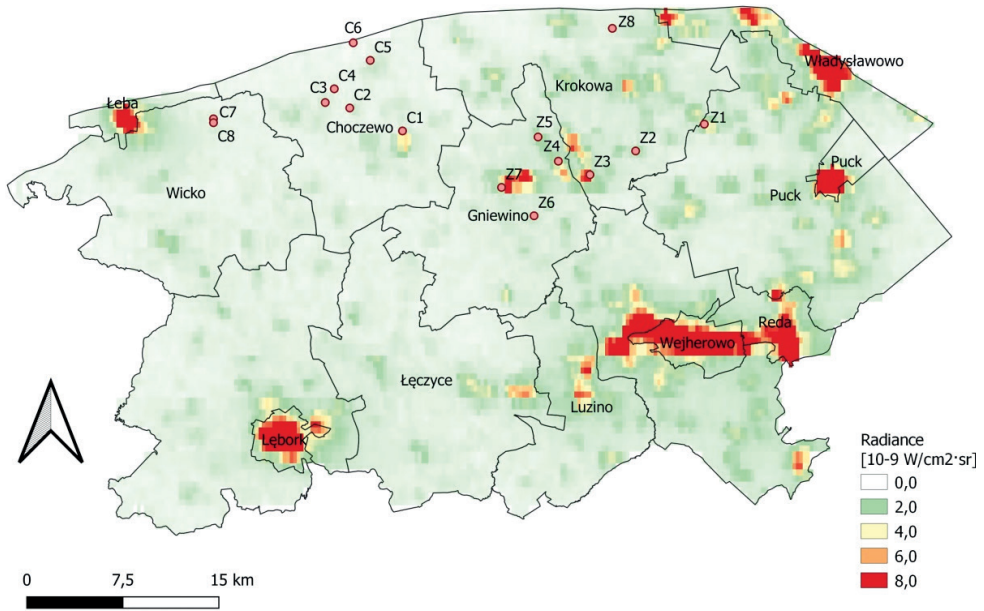 Z8
C6
C5
Władysławowo
Krokowa
C4
C3
C2
Łeba
C7
C8
Choczewo
C1
Z1
Z5
Z2
Z4
Z3
Puck
Wicko
Z7
Puck
Gniewino
Z6
Reda
Wejherowo
Łęczyce
Luzino
Lębork
Radiance
[10-9 W/cm2·sr]
0,0
2,0
4,0
6,0
8,0
0 7,5 15 km